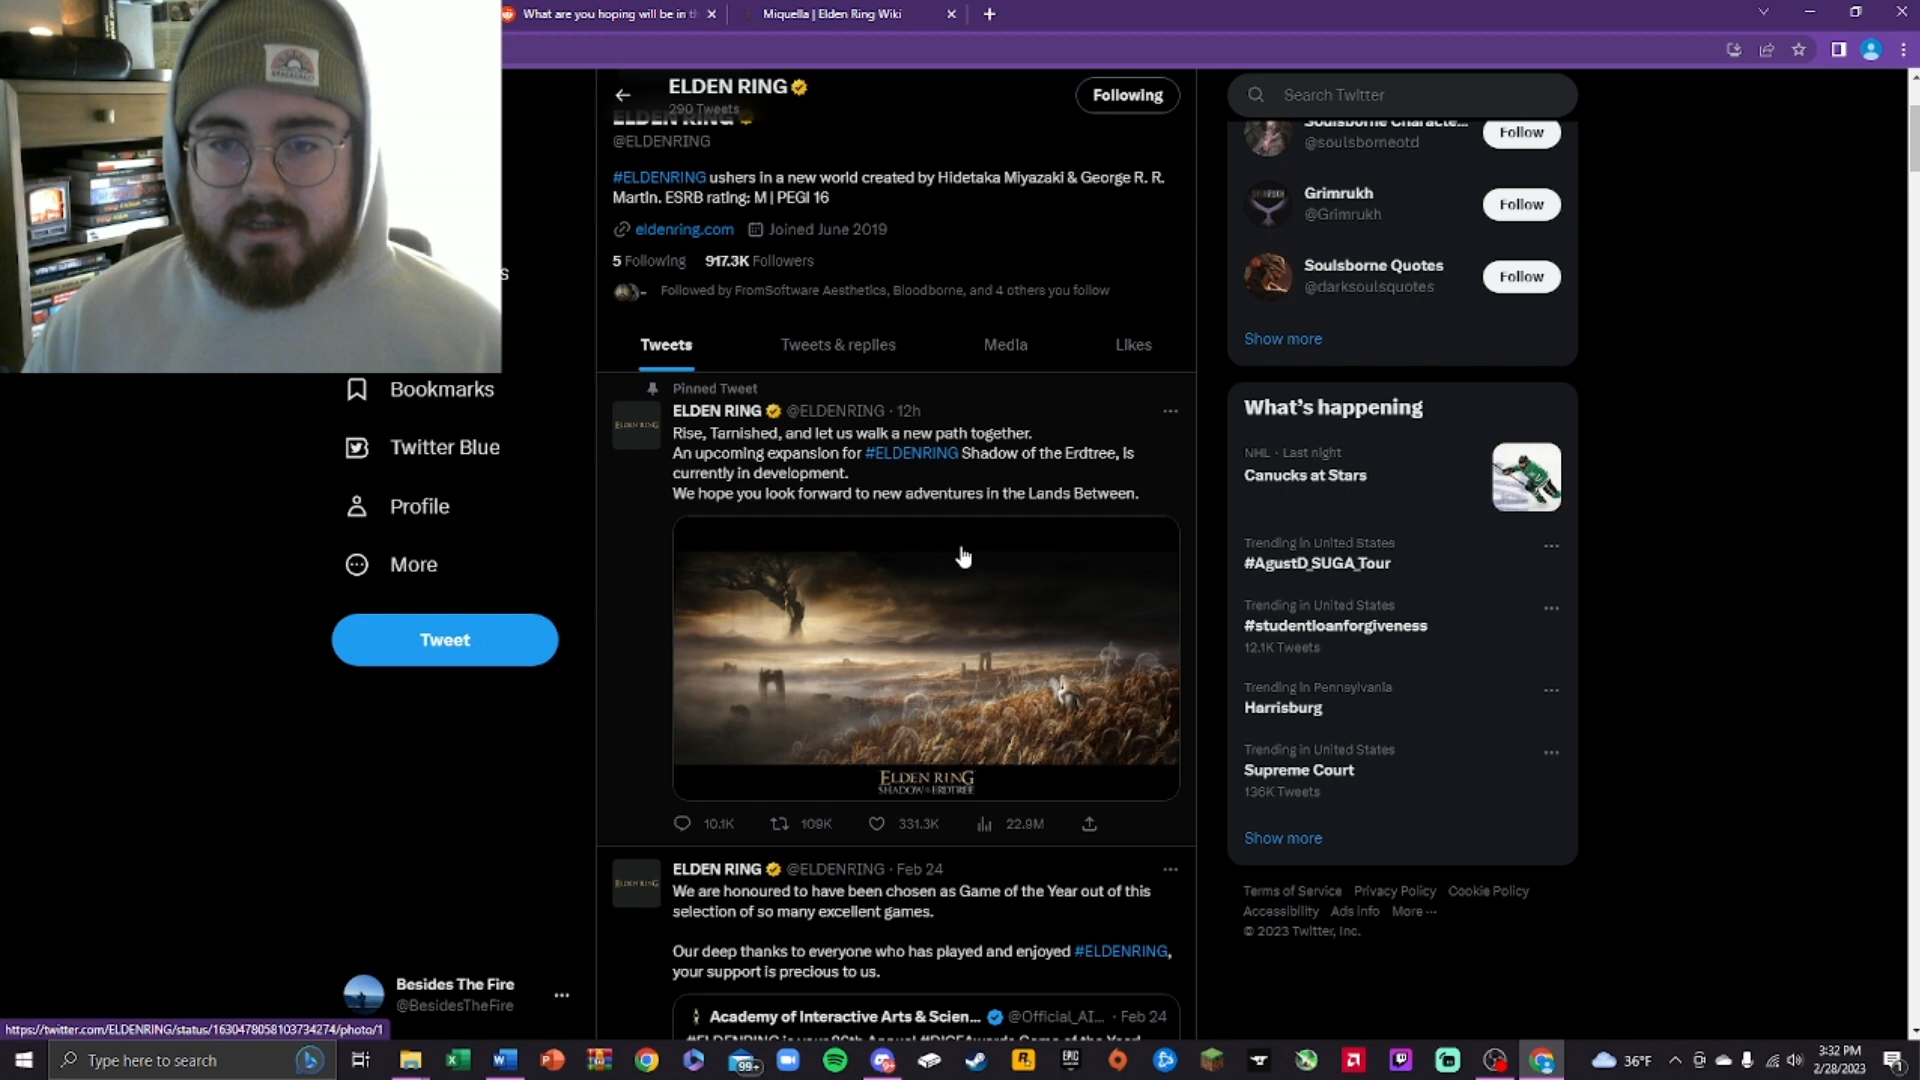 What are you hoping will be in t
Miquella | Elden Ring Wiki
ELDEN RING
290 Tweets
ELDEN RING
@ELDENRING
Following
#ELDENRING ushers in a new world created by Hidetaka Miyazaki & George R. R.
Martin. ESRB rating: M | PEGI 16
eldenring.com Joined June 2019
5 Following 917.3K Followers
Followed by FromSoftware Aesthetics, Bloodborne, and 4 others you follow
Tweets Tweets & replies Media Likes
Pinned Tweet
ELDEN RING @ELDENRING · 12h
Rise, Tarnished, and let us walk a new path together.
An upcoming expansion for #ELDENRING Shadow of the Erdtree, is
currently in development.
We hope you look forward to new adventures in the Lands Between.
ELDEN RING
SHADOW OF THE ERDTREE
10.1K 109K 331.3K 22.9M
ELDEN RING @ELDENRING · Feb 24
We are honoured to have been chosen as Game of the Year out of this
selection of so many excellent games.
Our deep thanks to everyone who has played and enjoyed #ELDENRING,
your support is precious to us.
Academy of Interactive Arts & Scien... @Official_AI... · Feb 24
Bookmarks
Twitter Blue
Profile
More
Tweet
Besides The Fire
@BesidesTheFire
Search Twitter
Soulsborne Characte...
@soulsborneotd
Follow
Grimrukh
@Grimrukh
Follow
Soulsborne Quotes
@darksoulsquotes
Follow
Show more
What's happening
NHL · Last night
Canucks at Stars
Trending in United States
#AgustD_SUGA_Tour
Trending in United States
#studentloanforgiveness
12.1K Tweets
Trending in Pennsylvania
Harrisburg
Trending in United States
Supreme Court
136K Tweets
Show more
Terms of Service Privacy Policy Cookie Policy
Accessibility Ads info More ···
© 2023 Twitter, Inc.
https://twitter.com/ELDENRING/status/1630478058103734274/photo/1
Type here to search
99+
36°F
3:32 PM
2/28/2023